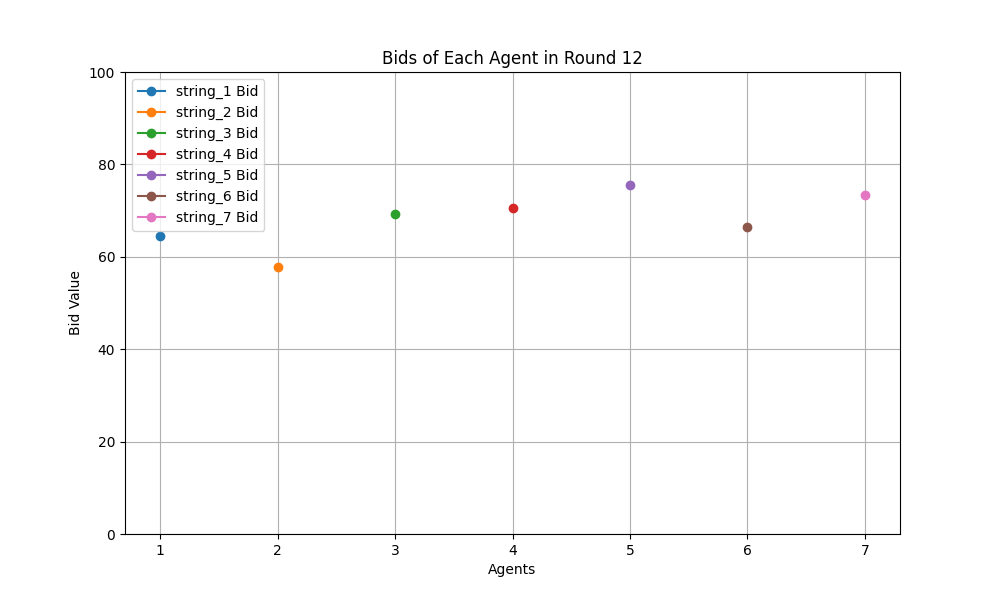 Bids of Each Agent in Round 12
100
80
60
40
20
0
Bid Value
string_1 Bid
string_2 Bid
string_3 Bid
string_4 Bid
string_5 Bid
string_6 Bid
string_7 Bid
1 2 3 4 5 6 7
Agents